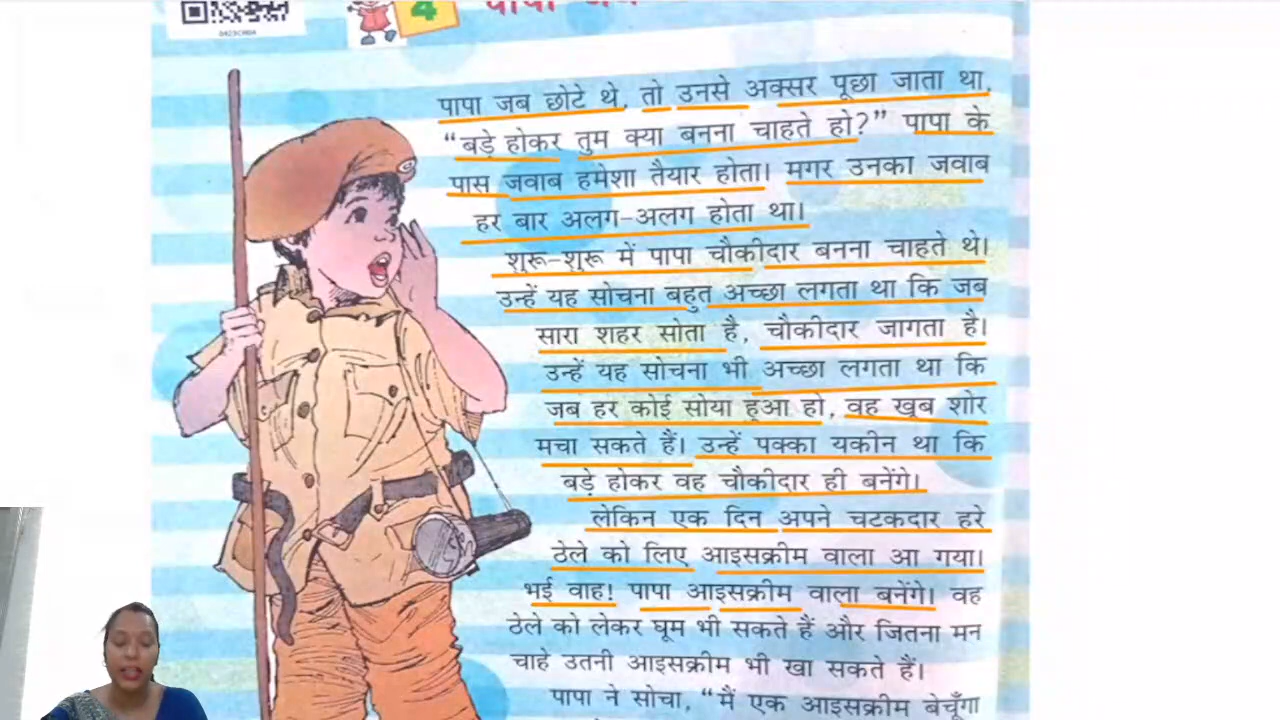 0423CH04
4
पापा जब
पापा जब छोटे थे, तो उनसे अक्सर पूछा जाता था,
“बड़े होकर तुम क्या बनना चाहते हो?” पापा के
पास जवाब हमेशा तैयार होता। मगर उनका जवाब
हर बार अलग-अलग होता था।
शुरू-शुरू में पापा चौकीदार बनना चाहते थे।
उन्हें यह सोचना बहुत अच्छा लगता था कि जब
सारा शहर सोता है, चौकीदार जागता है।
उन्हें यह सोचना भी अच्छा लगता था कि
जब हर कोई सोया हुआ हो, वह खूब शोर
मचा सकते हैं। उन्हें पक्का यकीन था कि
बड़े होकर वह चौकीदार ही बनेंगे।
लेकिन एक दिन अपने चटकदार हरे
ठेले को लिए आइसक्रीम वाला आ गया।
भई वाह! पापा आइसक्रीम वाला बनेंगे। वह
ठेले को लेकर घूम भी सकते हैं और जितना मन
चाहे उतनी आइसक्रीम भी खा सकते हैं।
पापा ने सोचा, “मैं एक आइसक्रीम बेचूँगा